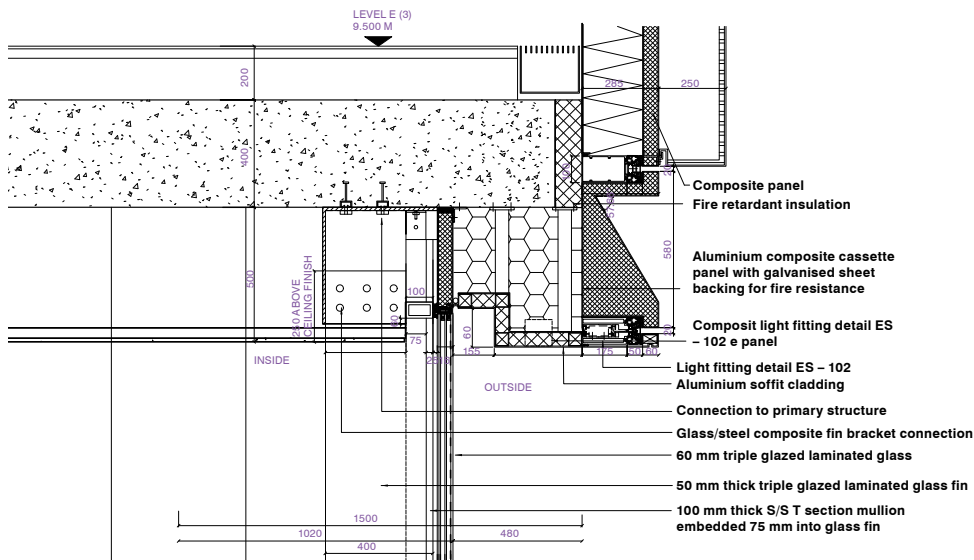 LEVEL E (3)
9.500 M
200
285
250
400
20
Composite panel
Fire retardant insulation
580
Aluminium composite cassette
panel with galvanised sheet
backing for fire resistance
500
250 ABOVE
CEILING FINISH
100
75
60
155
175
50
60
20
Composit light fitting detail ES
– 102 e panel
INSIDE
OUTSIDE
Light fitting detail ES – 102
Aluminium soffit cladding
Connection to primary structure
Glass/steel composite fin bracket connection
60 mm triple glazed laminated glass
50 mm thick triple glazed laminated glass fin
100 mm thick S/S T section mullion
embedded 75 mm into glass fin
1500
1020
480
400